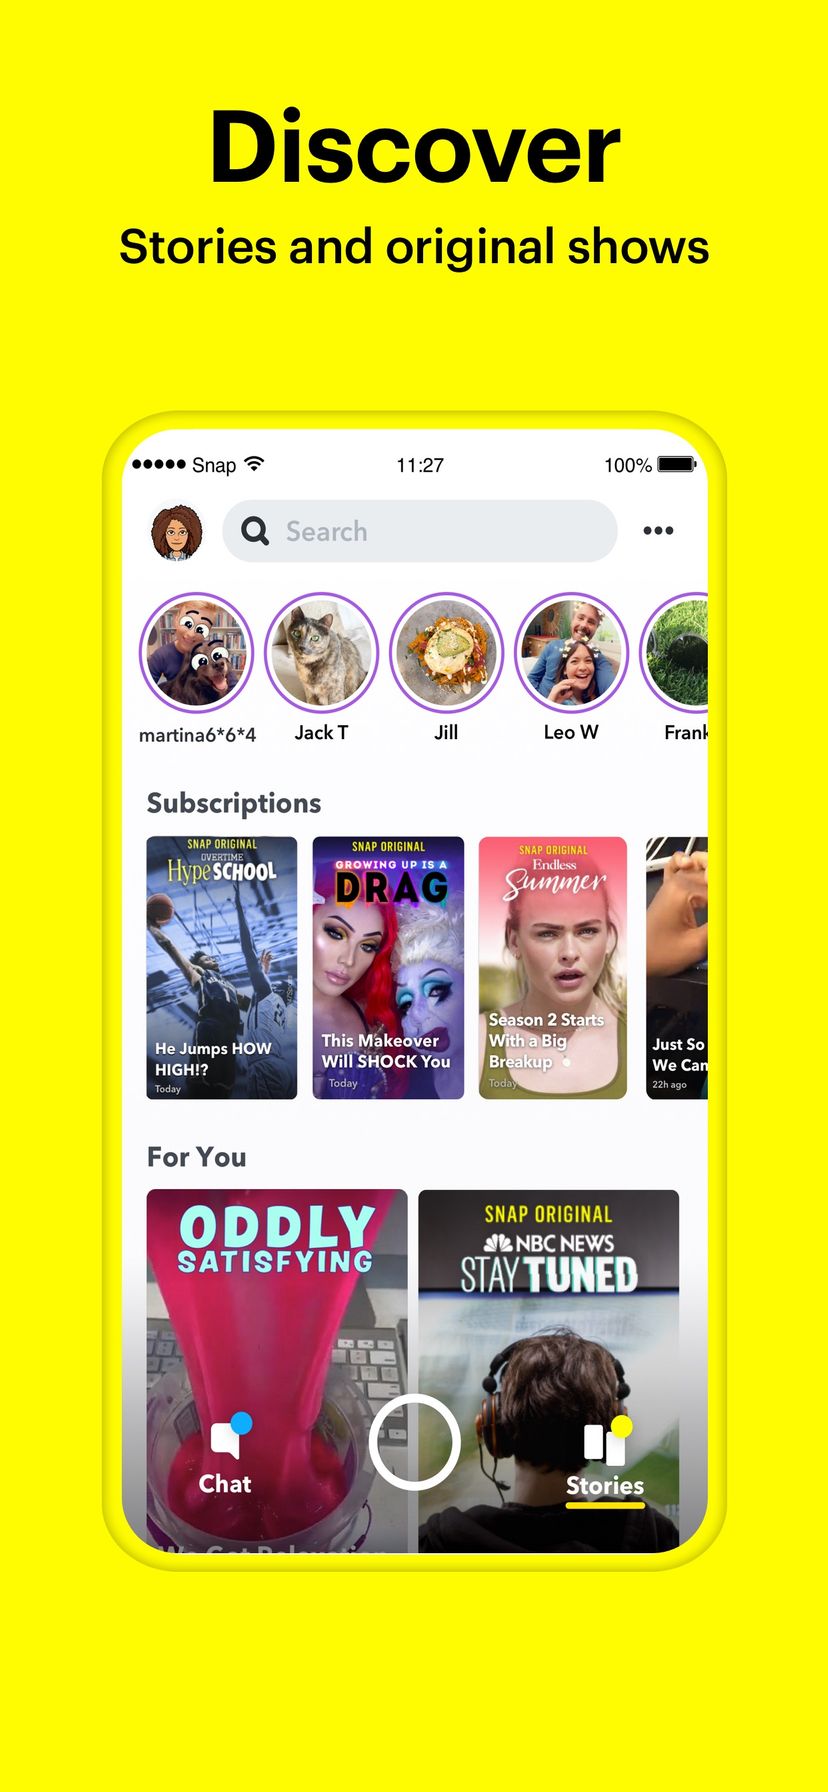 Discover
Stories and original shows
Snap
11:27
100%
Search
martina6*6*4
Jack T
Jill
Leo W
Frank
Subscriptions
SNAP ORIGINAL
OVERTIME
Hype SCHOOL
He Jumps HOW
HIGH!?
Today
SNAP ORIGINAL
GROWING UP IS A
DRAG
This Makeover
Will SHOCK You
Today
SNAP ORIGINAL
Endless
Summer
Season 2 Starts
With a Big
Breakup
Today
Just So
We Can
22h ago
For You
ODDLY
SATISFYING
We Get Relaxation
SNAP ORIGINAL
NBC NEWS
STAY TUNED
Chat
Stories